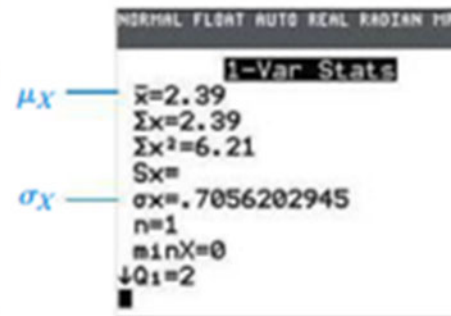 NORMAL FLOAT AUTO REAL RADIAN MP
1-Var Stats
μX
x̄=2.39
Σx=2.39
Σx²=6.21
Sx=
σX
σx=.7056202945
n=1
minX=0
↓Q₁=2